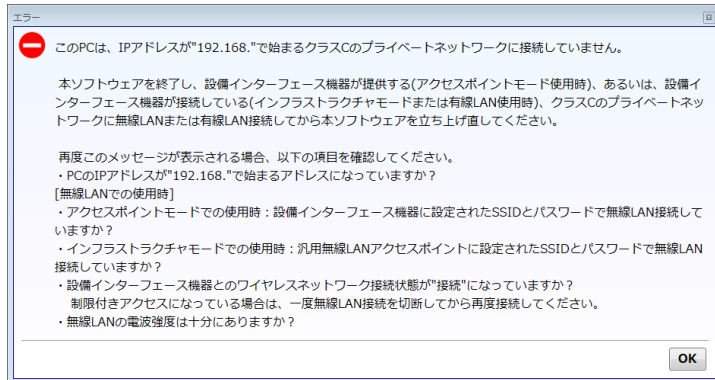 エラー
このPCは、IPアドレスが"192.168."で始まるクラスCのプライベートネットワークに接続していません。
本ソフトウェアを終了し、設備インターフェース機器が提供する(アクセスポイントモード使用時)、あるいは、設備イ
ンターフェース機器が接続している(インフラストラクチャモードまたは有線LAN使用時)、クラスCのプライベートネッ
トワークに無線LANまたは有線LAN接続してから本ソフトウェアを立ち上げ直してください。
再度このメッセージが表示される場合、以下の項目を確認してください。
・PCのIPアドレスが"192.168."で始まるアドレスになっていますか？
[無線LANでの使用時]
・アクセスポイントモードでの使用時：設備インターフェース機器に設定されたSSIDとパスワードで無線LAN接続して
いますか？
・インフラストラクチャモードでの使用時：汎用無線LANアクセスポイントに設定されたSSIDとパスワードで無線LAN
接続していますか？
・設備インターフェース機器とのワイヤレスネットワーク接続状態が"接続"になっていますか？
制限付きアクセスになっている場合は、一度無線LAN接続を切断してから再度接続してください。
・無線LANの電波強度は十分にありますか？
OK